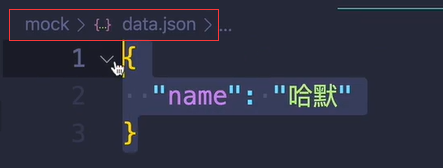 mock > {..} data.json > ...
1 {
2 "name": "哈默"
3 }